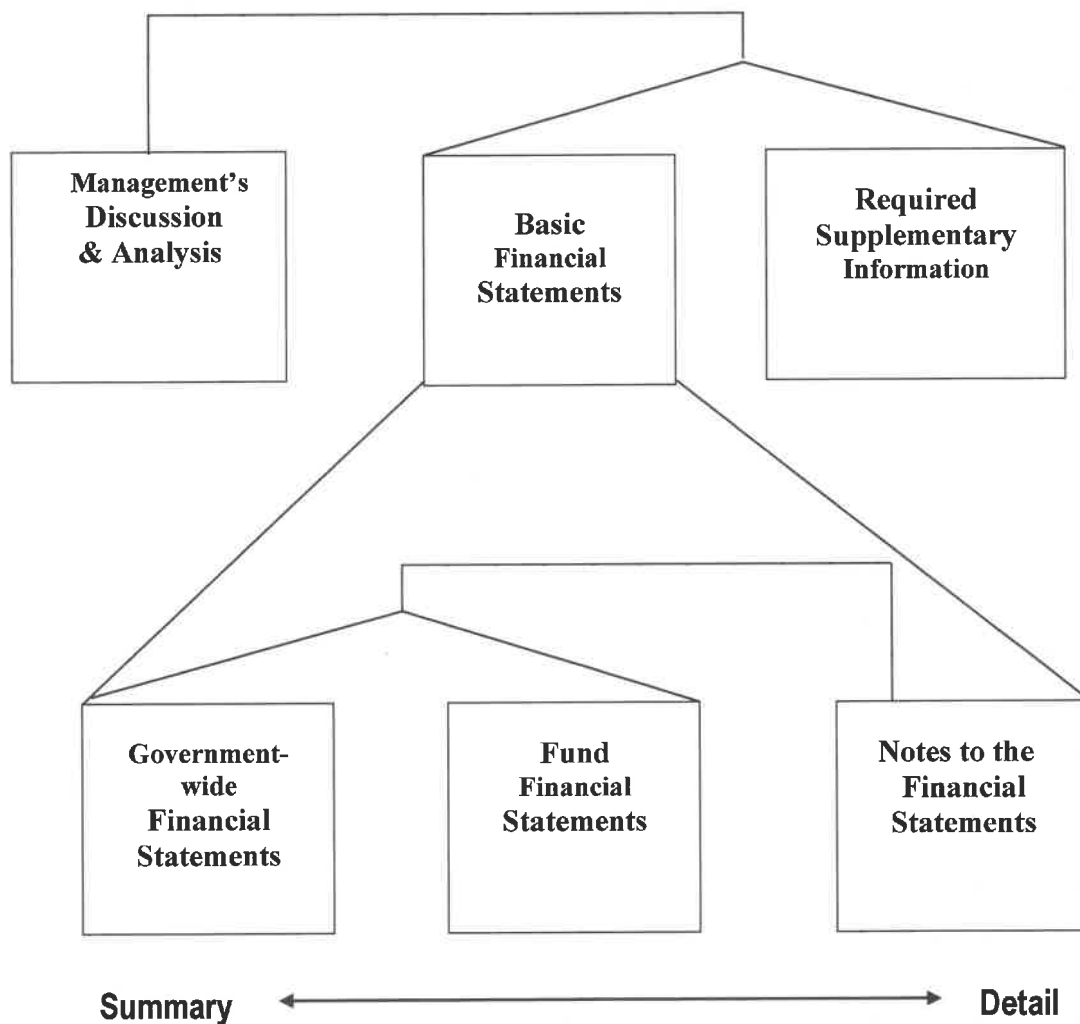 Management's
Discussion
& Analysis
Basic
Financial
Statements
Required
Supplementary
Information
Government-
wide
Financial
Statements
Fund
Financial
Statements
Notes to the
Financial
Statements
Summary
Detail